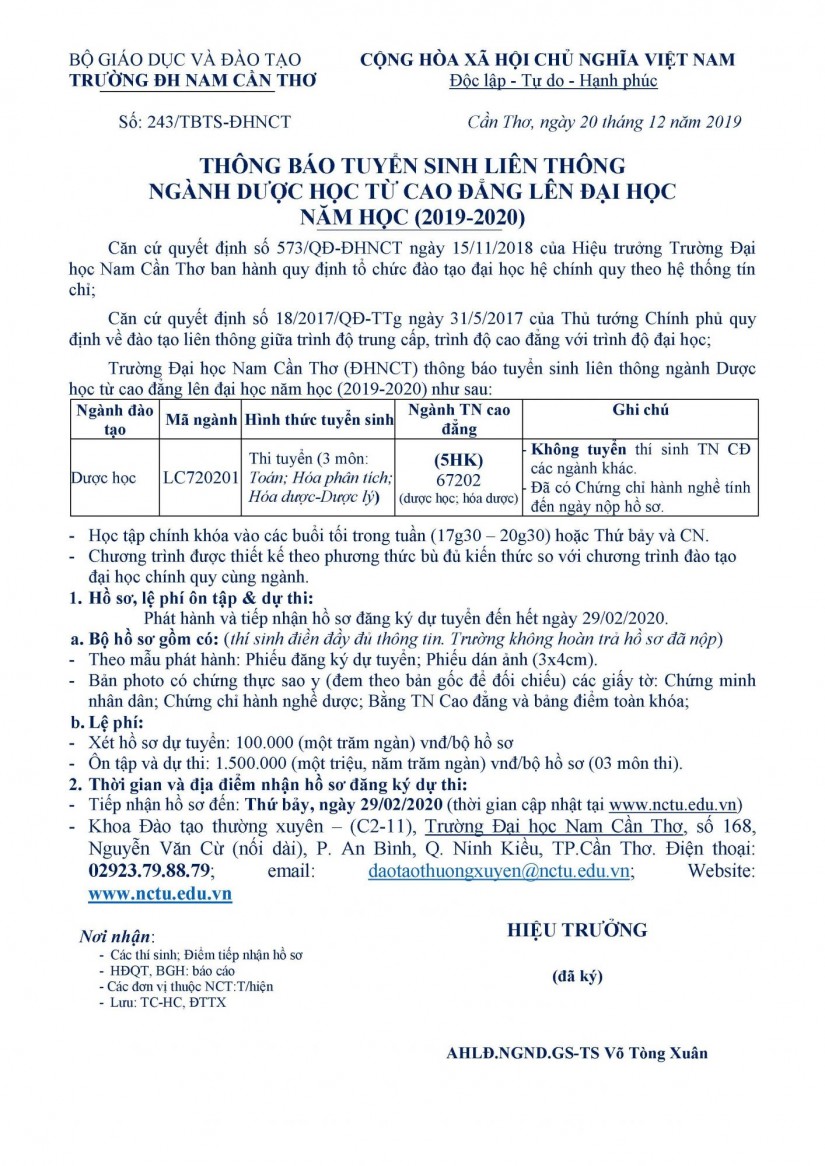 BỘ GIÁO DỤC VÀ ĐÀO TẠO
TRƯỜNG ĐH NAM CẦN THƠ
CỘNG HÒA XÃ HỘI CHỦ NGHĨA VIỆT NAM
Độc lập - Tự do - Hạnh phúc
Số: 243/TBTS-ĐHNCT
Cần Thơ, ngày 20 tháng 12 năm 2019
THÔNG BÁO TUYỂN SINH LIÊN THÔNG
NGÀNH DƯỢC HỌC TỪ CAO ĐẲNG LÊN ĐẠI HỌC
NĂM HỌC (2019-2020)
Căn cứ quyết định số 573/QĐ-ĐHNCT ngày 15/11/2018 của Hiệu trưởng Trường Đại
học Nam Cần Thơ ban hành quy định tổ chức đào tạo đại học hệ chính quy theo hệ thống tín
chỉ;
Căn cứ quyết định số 18/2017/QĐ-TTg ngày 31/5/2017 của Thủ tướng Chính phủ quy
định về đào tạo liên thông giữa trình độ trung cấp, trình độ cao đẳng với trình độ đại học;
Trường Đại học Nam Cần Thơ (ĐHNCT) thông báo tuyển sinh liên thông ngành Dược
học từ cao đẳng lên đại học năm học (2019-2020) như sau:
Ngành đào
tạo
Mã ngành
Hình thức tuyển sinh
Ngành TN cao
đẳng
Ghi chú
Dược học
LC720201
Thi tuyển (3 môn:
Toán; Hóa phân tích;
Hóa dược-Dược lý)
(5HK)
67202
(dược học; hóa dược)
- Không tuyển thí sinh TN CĐ
các ngành khác.
- Đã có Chứng chỉ hành nghề tính
đến ngày nộp hồ sơ.
- Học tập chính khóa vào các buổi tối trong tuần (17g30 – 20g30) hoặc Thứ bảy và CN.
- Chương trình được thiết kế theo phương thức bù đủ kiến thức so với chương trình đào tạo
đại học chính quy cùng ngành.
1. Hồ sơ, lệ phí ôn tập & dự thi:
Phát hành và tiếp nhận hồ sơ đăng ký dự tuyển đến hết ngày 29/02/2020.
a. Bộ hồ sơ gồm có: (thí sinh điền đầy đủ thông tin. Trường không hoàn trả hồ sơ đã nộp)
- Theo mẫu phát hành: Phiếu đăng ký dự tuyển; Phiếu dán ảnh (3x4cm).
- Bản photo có chứng thực sao y (đem theo bản gốc để đối chiếu) các giấy tờ: Chứng minh
nhân dân; Chứng chỉ hành nghề dược; Bằng TN Cao đẳng và bảng điểm toàn khóa;
b. Lệ phí:
- Xét hồ sơ dự tuyển: 100.000 (một trăm ngàn) vnđ/bộ hồ sơ
- Ôn tập và dự thi: 1.500.000 (một triệu, năm trăm ngàn) vnđ/bộ hồ sơ (03 môn thi).
2. Thời gian và địa điểm nhận hồ sơ đăng ký dự thi:
- Tiếp nhận hồ sơ đến: Thứ bảy, ngày 29/02/2020 (thời gian cập nhật tại www.nctu.edu.vn)
- Khoa Đào tạo thường xuyên – (C2-11), Trường Đại học Nam Cần Thơ, số 168,
Nguyễn Văn Cừ (nối dài), P. An Bình, Q. Ninh Kiều, TP.Cần Thơ. Điện thoại:
02923.79.88.79; email: daotaothuongxuyen@nctu.edu.vn; Website:
www.nctu.edu.vn
Nơi nhận:
- Các thí sinh; Điểm tiếp nhận hồ sơ
- HĐQT, BGH: báo cáo
- Các đơn vị thuộc NCT:T/hiện
- Lưu: TC-HC, ĐTTX
HIỆU TRƯỞNG
(đã ký)
AHLĐ.NGND.GS-TS Võ Tòng Xuân